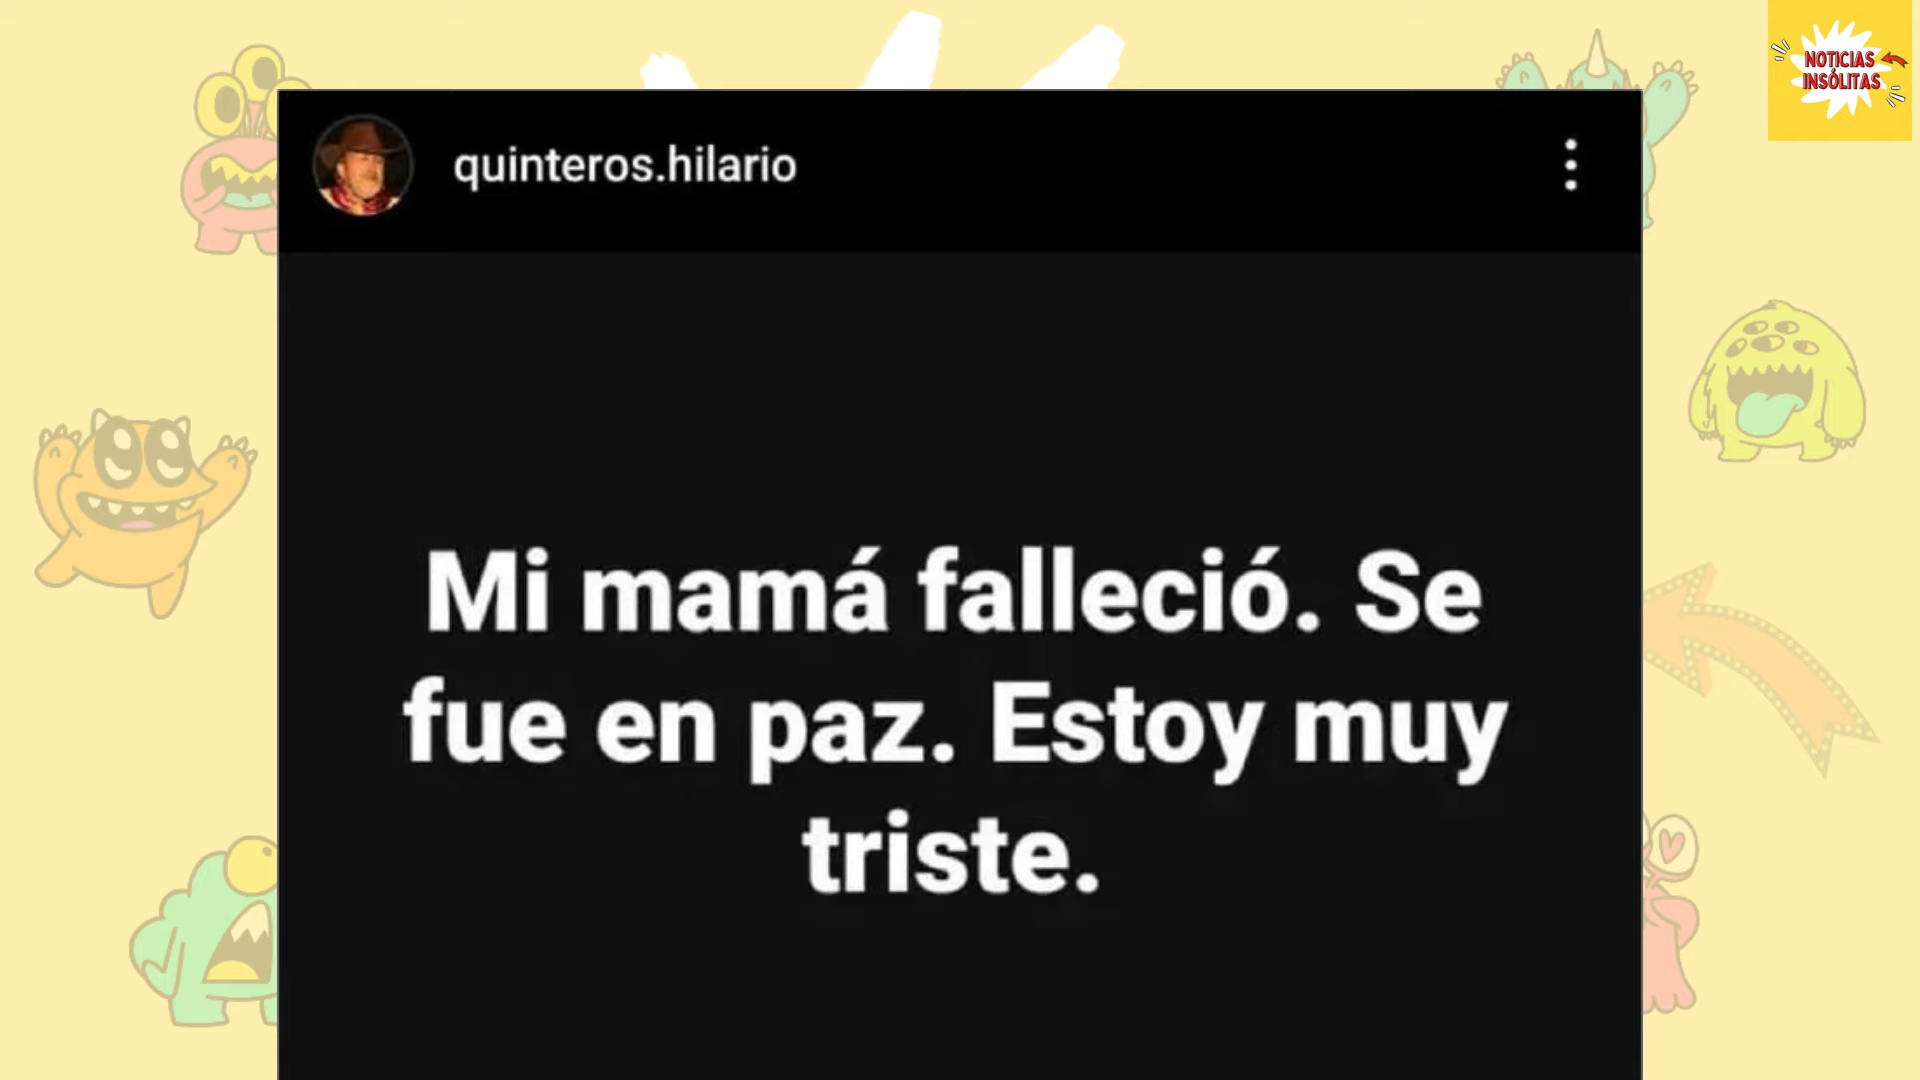 NOTICIAS
INSÓLITAS
quinteros.hilario
Mi mamá falleció. Se
fue en paz. Estoy muy
triste.